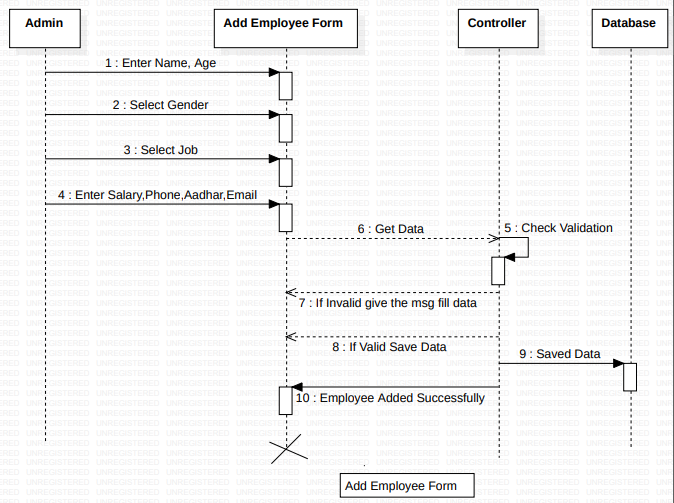 Admin
Add Employee Form
Controller
Database
1 : Enter Name, Age
2 : Select Gender
3 : Select Job
4 : Enter Salary,Phone,Aadhar,Email
6 : Get Data
5 : Check Validation
7 : If Invalid give the msg fill data
8 : If Valid Save Data
9 : Saved Data
10 : Employee Added Successfully
Add Employee Form